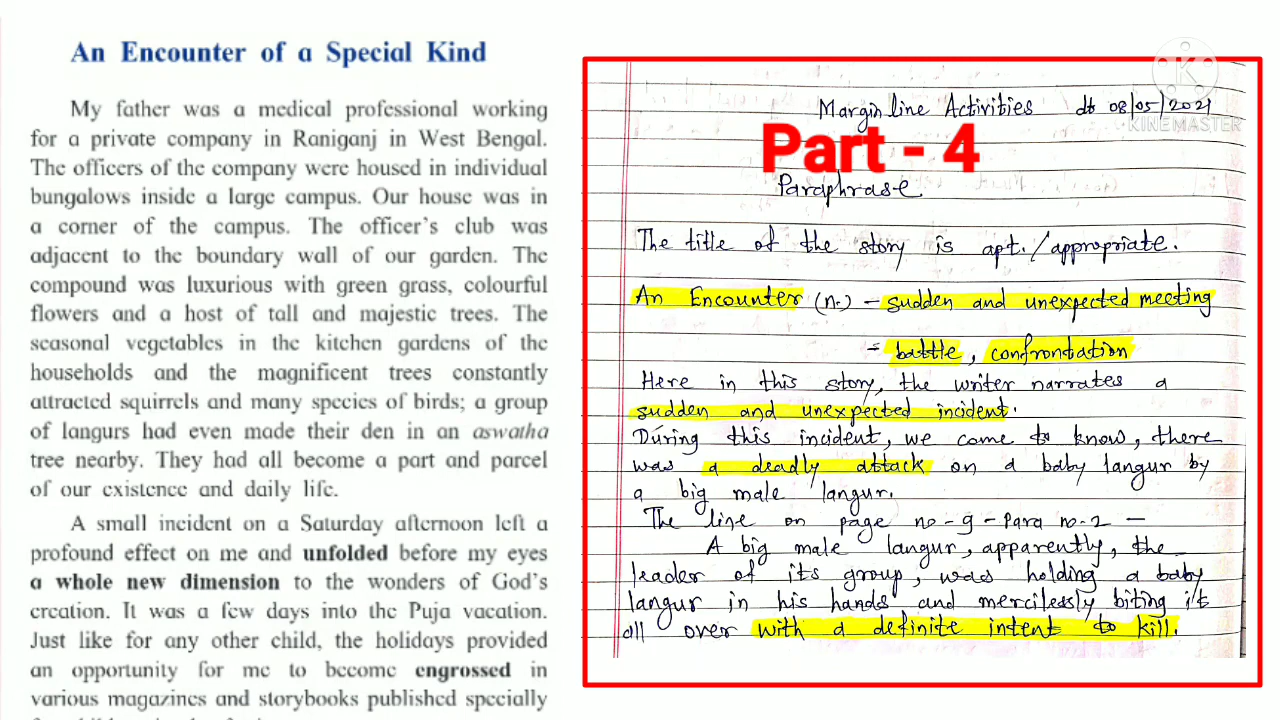 An Encounter of a Special Kind
My father was a medical professional working
for a private company in Raniganj in West Bengal.
The officers of the company were housed in individual
bungalows inside a large campus. Our house was in
a corner of the campus. The officer's club was
adjacent to the boundary wall of our garden. The
compound was luxurious with green grass, colourful
flowers and a host of tall and majestic trees. The
seasonal vegetables in the kitchen gardens of the
households and the magnificent trees constantly
attracted squirrels and many species of birds; a group
of langurs had even made their den in an aswatha
tree nearby. They had all become a part and parcel
of our existence and daily life.
A small incident on a Saturday afternoon left a
profound effect on me and unfolded before my eyes
a whole new dimension to the wonders of God's
creation. It was a few days into the Puja vacation.
Just like for any other child, the holidays provided
an opportunity for me to become engrossed in
various magazines and storybooks published specially
Margin line Activities dt 08/05/2021
K
KINEMASTER
Part - 4
Paraphrase
The title of the story is apt./appropriate.
An Encounter (n.) - sudden and unexpected meeting
= battle, confrontation
Here in this story, the writer narrates a
sudden and unexpected incident.
During this incident, we come to know, there
was a deadly attack on a baby langur by
a big male langur.
The line on page no-9-Para no-2 -
A big male langur, apparently, the
leader of its group, was holding a baby
langur in his hands and mercilessly biting it
all over with a definite intent to kill.